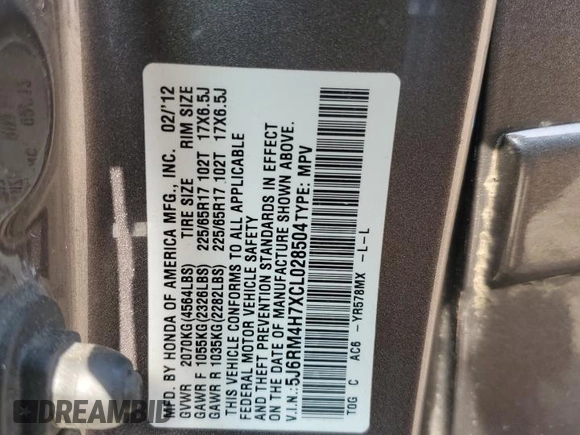 MFD. BY HONDA OF AMERICA MFG., INC. 02/'12
GVWR 2070KG(4564LBS) TIRE SIZE RIM SIZE
GAWR F 1055KG(2326LBS) 225/65R17 102T 17X6.5J
GAWR R 1035KG(2282LBS) 225/65R17 102T 17X6.5J
THIS VEHICLE CONFORMS TO ALL APPLICABLE
FEDERAL MOTOR VEHICLE SAFETY AND
THEFT PREVENTION STANDARDS IN EFFECT
ON THE DATE OF MANUFACTURE SHOWN ABOVE.
V.I.N.: 5J6RM4H7XCL028504 TYPE: MPV
T0G C AC6 -YR578MX -L-L
DREAMBID